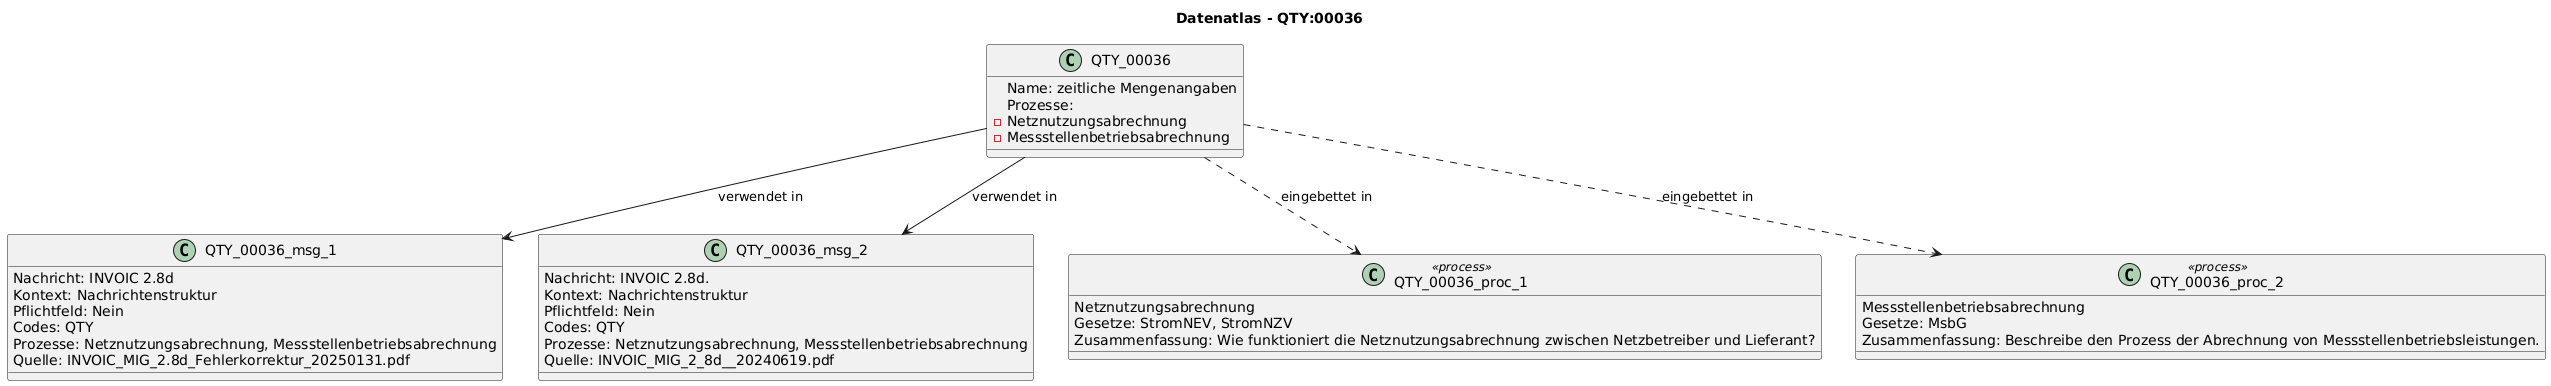 Datenatlas - QTY:00036
C QTY_00036
Name: zeitliche Mengenangaben
Prozesse:
Netznutzungsabrechnung
Messstellenbetriebsabrechnung
verwendet in
verwendet in
eingebettet in
eingebettet in
C QTY_00036_msg_1
Nachricht: INVOIC 2.8d
Kontext: Nachrichtenstruktur
Pflichtfeld: Nein
Codes: QTY
Prozesse: Netznutzungsabrechnung, Messstellenbetriebsabrechnung
Quelle: INVOIC_MIG_2.8d_Fehlerkorrektur_20250131.pdf
C QTY_00036_msg_2
Nachricht: INVOIC 2.8d.
Kontext: Nachrichtenstruktur
Pflichtfeld: Nein
Codes: QTY
Prozesse: Netznutzungsabrechnung, Messstellenbetriebsabrechnung
Quelle: INVOIC_MIG_2_8d__20240619.pdf
«process»
C QTY_00036_proc_1
Netznutzungsabrechnung
Gesetze: StromNEV, StromNZV
Zusammenfassung: Wie funktioniert die Netznutzungsabrechnung zwischen Netzbetreiber und Lieferant?
«process»
C QTY_00036_proc_2
Messstellenbetriebsabrechnung
Gesetze: MsbG
Zusammenfassung: Beschreibe den Prozess der Abrechnung von Messstellenbetriebsleistungen.